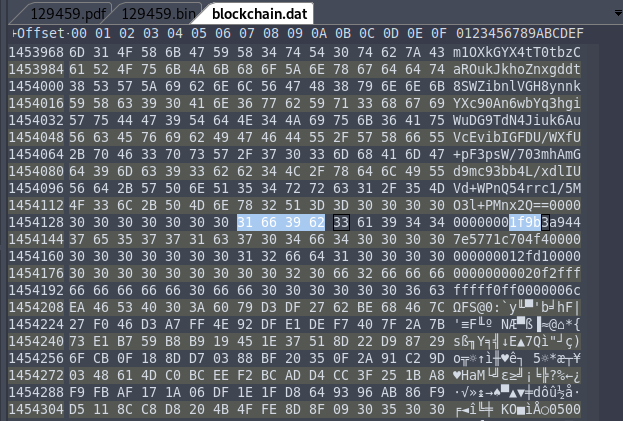 129459.pdf 129459.bin blockchain.dat
Offset 00 01 02 03 04 05 06 07 08 09 0A 0B 0C 0D 0E 0F 0123456789ABCDEF
1453968 6D 31 4F 58 6B 47 59 58 34 74 54 30 74 62 7A 43 m1OXkGYX4tT0tbzC
1453984 61 52 4F 75 6B 4A 6B 68 6F 5A 6E 78 67 64 64 74 aROukJkhoZnxgddt
1454000 38 53 57 5A 69 62 6E 6C 56 47 48 38 79 6E 6E 6B 8SWZibnlVGH8ynnk
1454016 59 58 63 39 30 41 6E 36 77 62 59 71 33 68 67 69 YXc90An6wbYq3hgi
1454032 57 75 44 47 39 54 64 4E 34 4A 69 75 6B 36 41 75 WuDG9TdN4Jiuk6Au
1454048 56 63 45 76 69 62 49 47 46 44 55 2F 57 58 66 55 VcEvibIGFDU/WXfU
1454064 2B 70 46 33 70 73 57 2F 37 30 33 6D 68 41 6D 47 +pF3psW/703mhAmG
1454080 64 39 6D 63 39 33 62 62 34 4C 2F 78 64 6C 49 55 d9mc93bb4L/xdlIU
1454096 56 64 2B 57 50 6E 51 35 34 72 72 63 31 2F 35 4D Vd+WPnQ54rrc1/5M
1454112 4F 33 6C 2B 50 4D 6E 78 32 51 3D 3D 30 30 30 30 O3l+PMnx2Q==0000
1454128 30 30 30 30 30 30 30 31 66 39 62 33 61 39 34 34 00000001f9b3a944
1454144 37 65 35 37 37 31 63 37 30 34 66 34 30 30 30 30 7e5771c704f40000
1454160 30 30 30 30 30 30 31 32 66 64 31 30 30 30 30 30 00000012fd100000
1454176 30 30 30 30 30 30 30 30 30 32 30 66 32 66 66 66 00000000020f2fff
1454192 66 66 66 66 66 30 66 66 30 30 30 30 30 30 36 63 fffff0ff0000006c
1454208 EA 46 53 40 30 3A 60 79 D3 DF 27 62 BE 68 46 7C
1454224 27 F0 46 D3 A7 FF 4E 92 DF E1 DE F7 40 7F 2A 7B
1454240 73 E1 B7 59 B8 B9 19 45 1E 37 51 8D 22 D9 87 29
1454256 6F CB 0F 18 8D D7 03 88 BF 20 35 0F 2A 91 C2 9D
1454272 03 48 61 4D C0 BC EE F2 BC AD D4 CC 3F 25 1B A8
1454288 F9 FB AF 17 1A 06 DF 1E 1F D8 64 93 96 AB 86 F9
1454304 D5 11 8C C8 D8 20 4B 4F FE 8D 8F 09 30 35 30 30